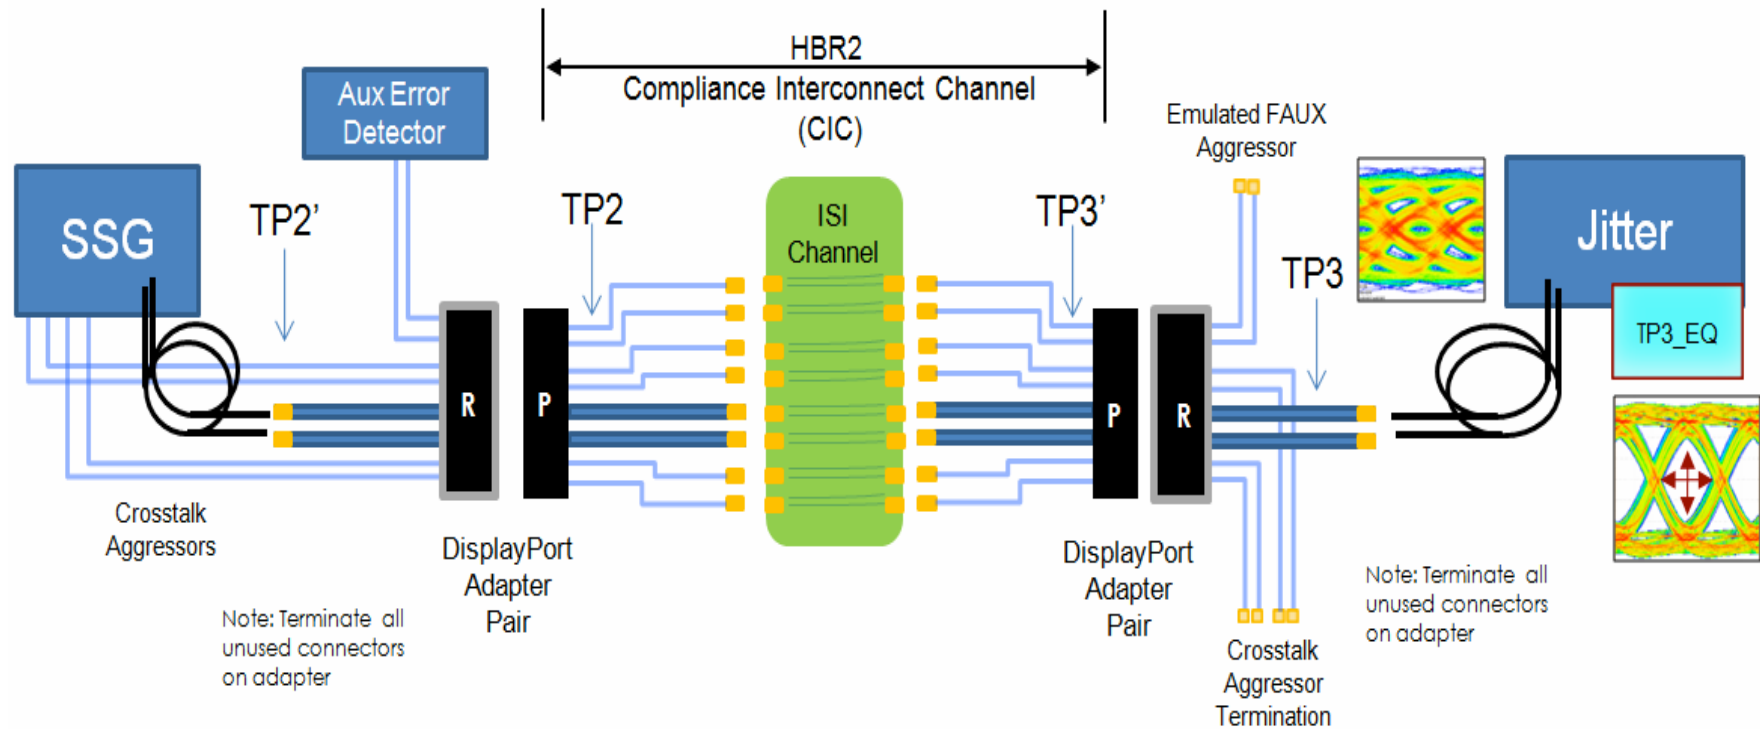 HBR2
Compliance Interconnect Channel
(CIC)
Aux Error
Detector
Emulated FAUX
Aggressor
SSG
TP2’
TP2
ISI
Channel
TP3’
TP3
Jitter
TP3_EQ
R
P
P
R
Crosstalk
Aggressors
DisplayPort
Adapter
Pair
DisplayPort
Adapter
Pair
Note: Terminate all
unused connectors
on adapter
Note: Terminate all
unused connectors
on adapter
Crosstalk
Aggressor
Termination